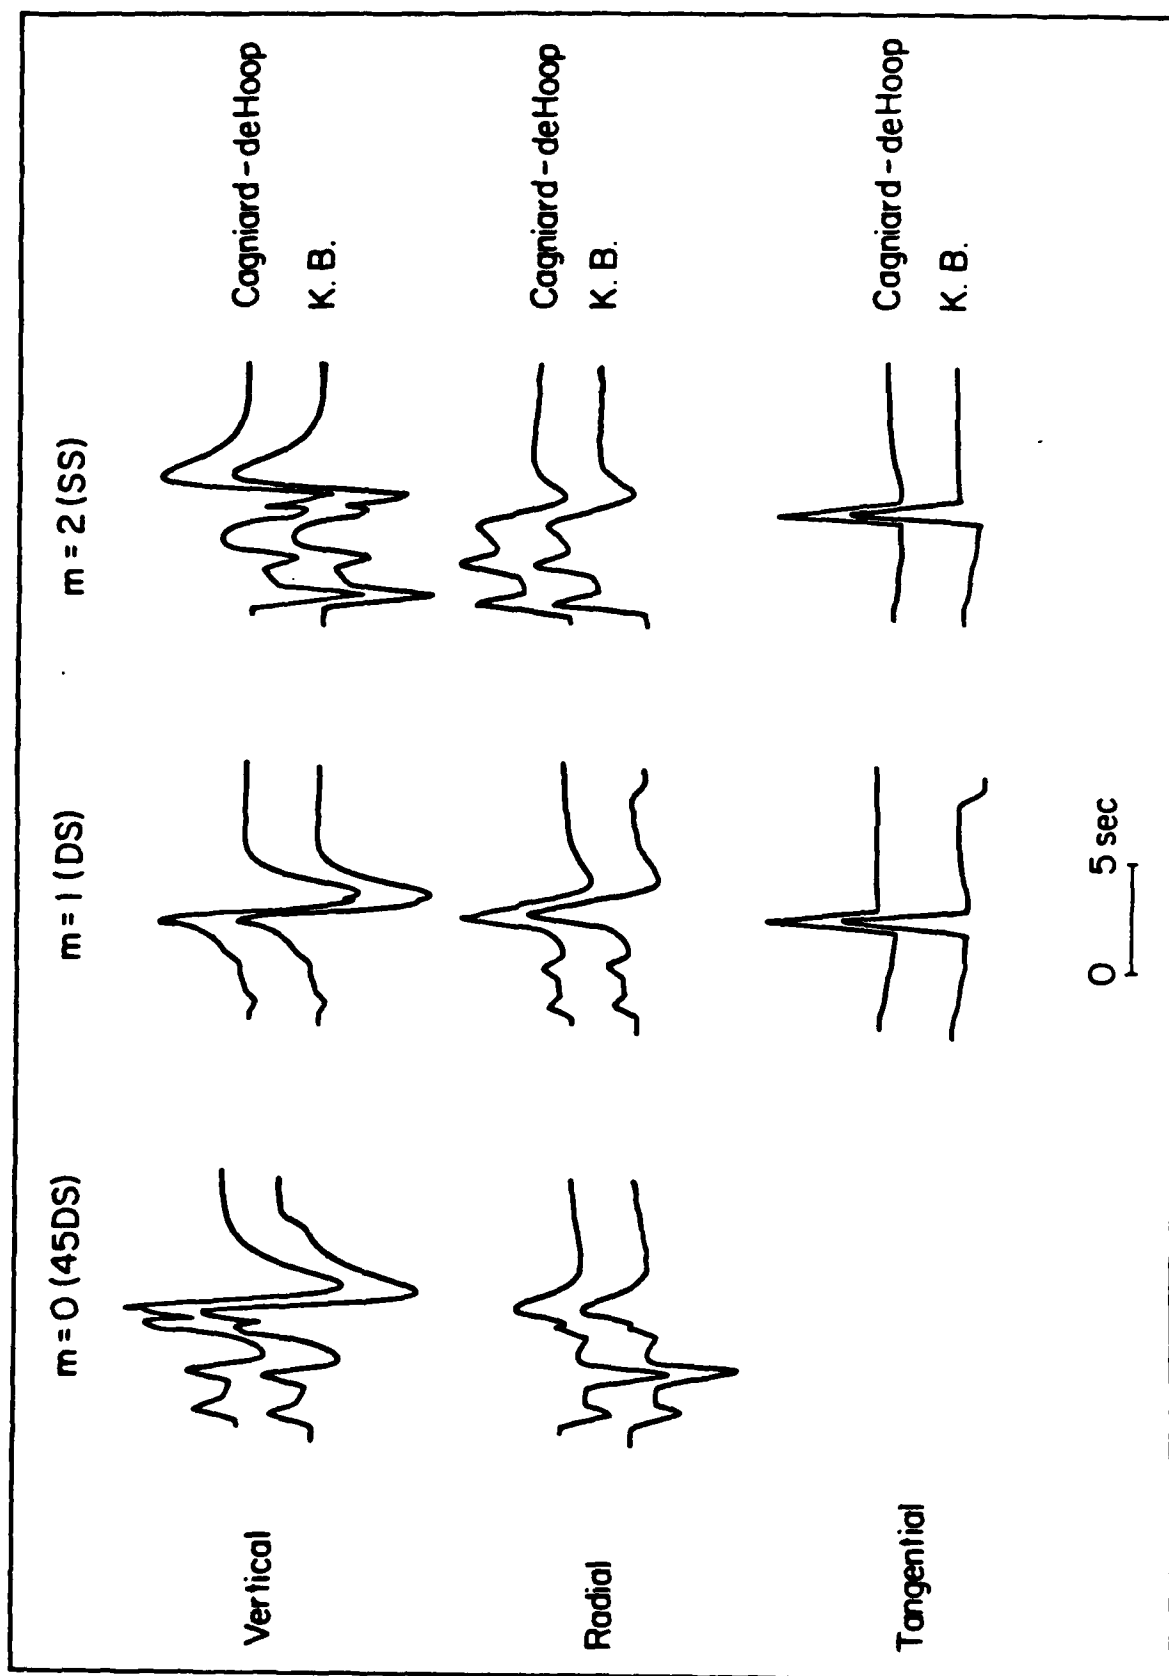 m = 0 (45DS)
m = 1 (DS)
m = 2 (SS)
Vertical
Cagniard-deHoop
K. B.
Radial
Cagniard-deHoop
K. B.
Tangential
Cagniard-deHoop
K. B.
0 5 sec